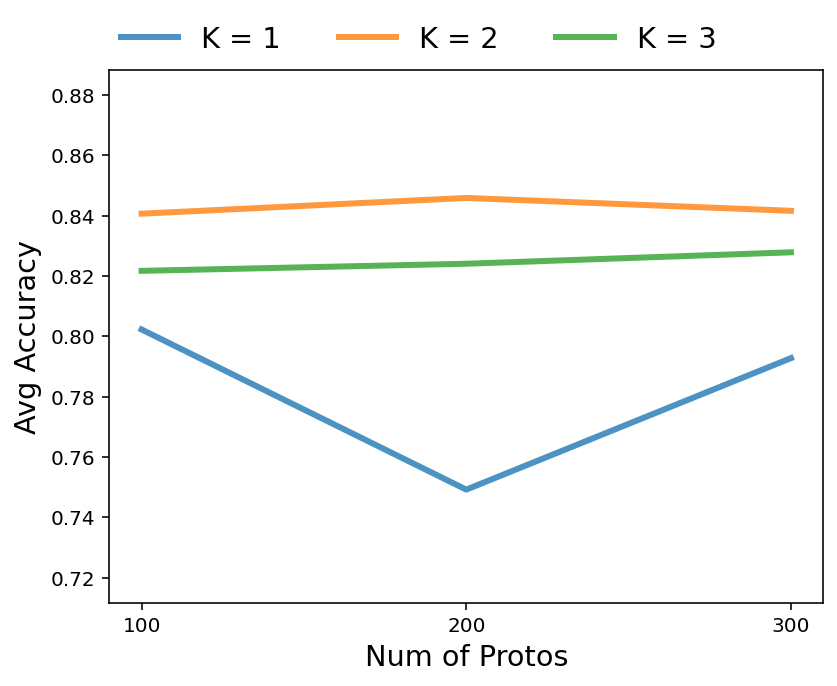 K = 1 K = 2 K = 3
0.88
0.86
0.84
0.82
0.80
0.78
0.76
0.74
0.72
Avg Accuracy
100 200 300
Num of Protos